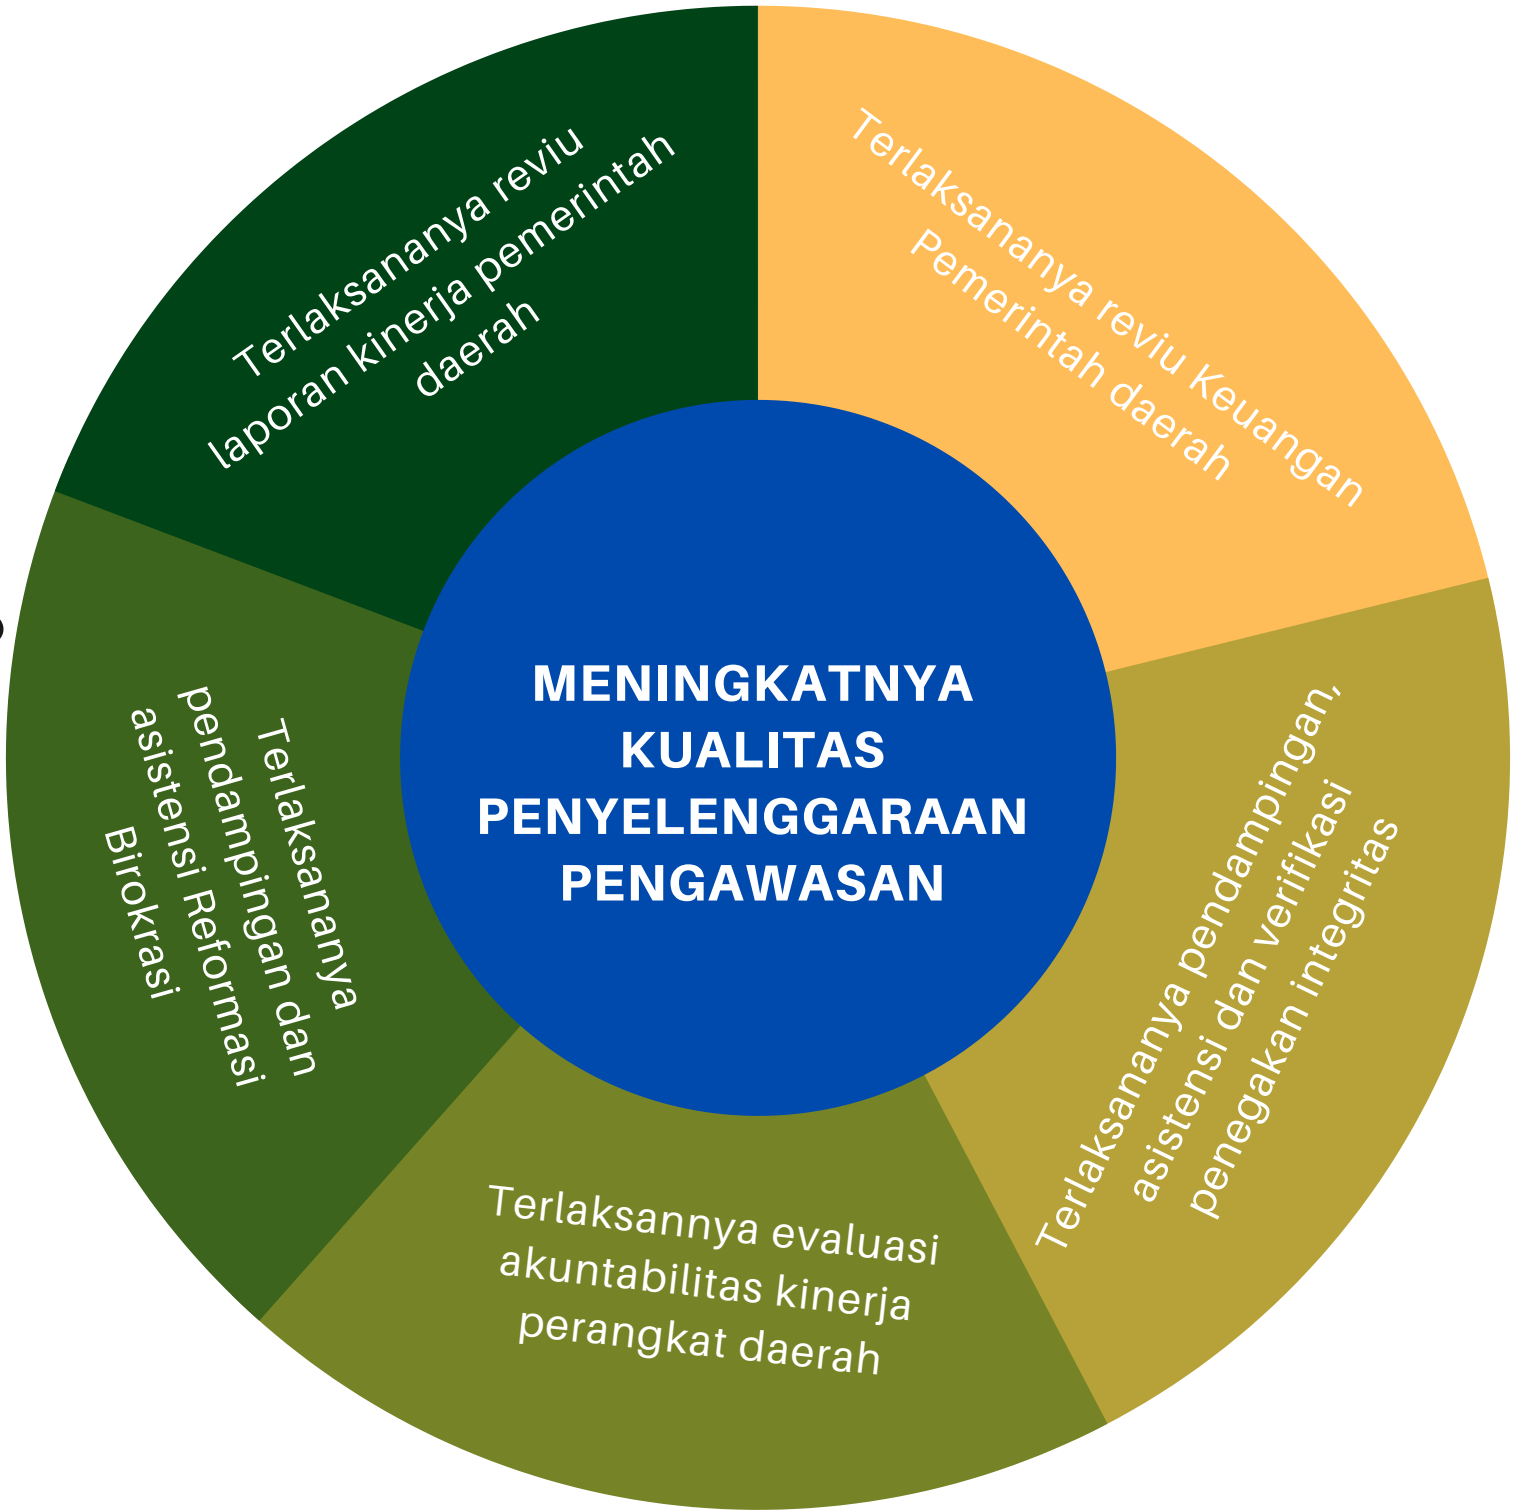 Terlaksananya reviu
laporan kinerja pemerintah
daerah
Terlaksananya reviu Keuangan
Pemerintah daerah
MENINGKATNYA
KUALITAS
PENYELENGGARAAN
PENGAWASAN
Terlaksananya
pendampingan dan
asistensi Reformasi
Birokrasi
Terlaksananya pendampingan,
asistensi dan verifikasi
penegakan integritas
Terlaksannya evaluasi
akuntabilitas kinerja
perangkat daerah